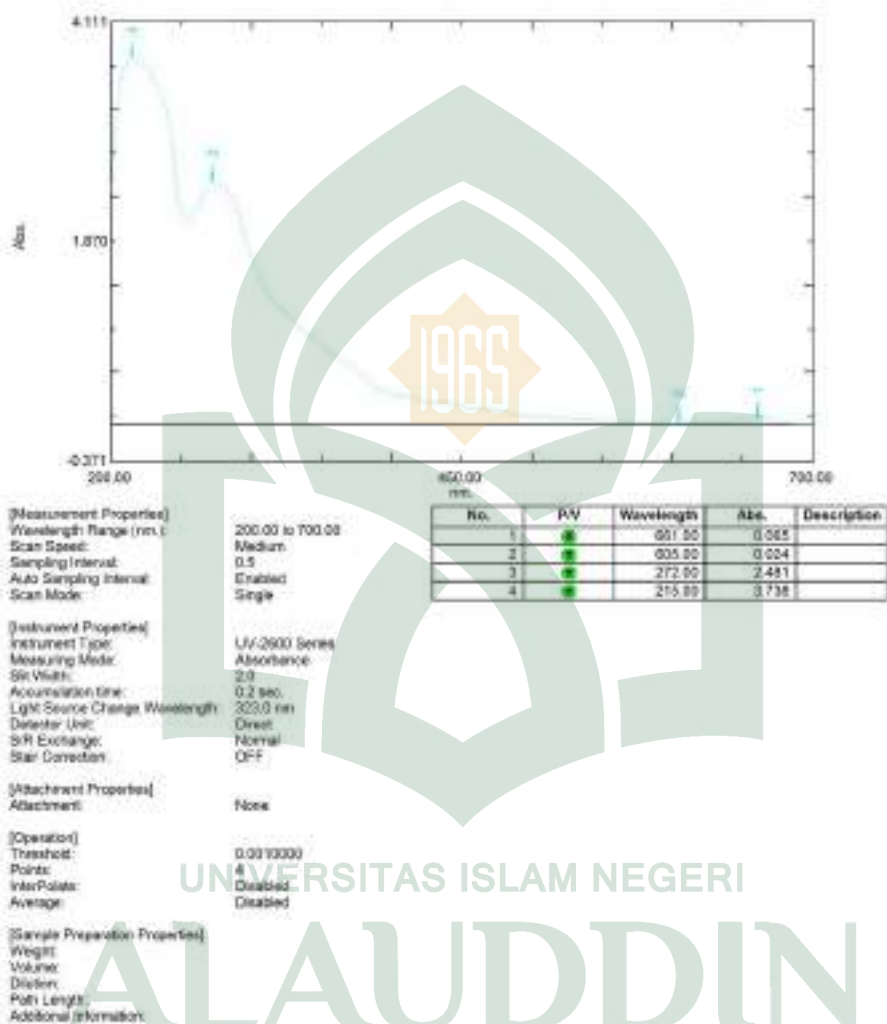 4.111
Abs.
1.870
-0.371
200.00 450.00 700.00
nm.
1965
[Measurement Properties]
Wavelength Range (nm.): 200.00 to 700.00
Scan Speed: Medium
Sampling Interval: 0.5
Auto Sampling Interval: Enabled
Scan Mode: Single
No. P/V Wavelength Abs. Description
1 661.00 0.065
2 605.00 0.024
3 272.00 2.481
4 215.00 3.738
[Instrument Properties]
Instrument Type: UV-2600 Series
Measuring Mode: Absorbance
Slit Width: 2.0
Accumulation time: 0.2 sec.
Light Source Change Wavelength: 323.0 nm
Detector Unit: Direct
S/R Exchange: Normal
Stair Correction: OFF
[Attachment Properties]
Attachment: None
[Operation]
Threshold: 0.0010000
Points: 4
InterPolate: Disabled
Average: Disabled
UNIVERSITAS ISLAM NEGERI
[Sample Preparation Properties]
Weight:
Volume:
Dilution:
Path Length:
Additional Information:
ALAUDDIN